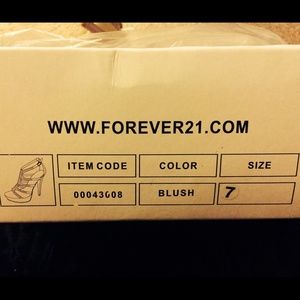 WWW.FOREVER21.COM
ITEM CODE COLOR SIZE
00043008 BLUSH 7